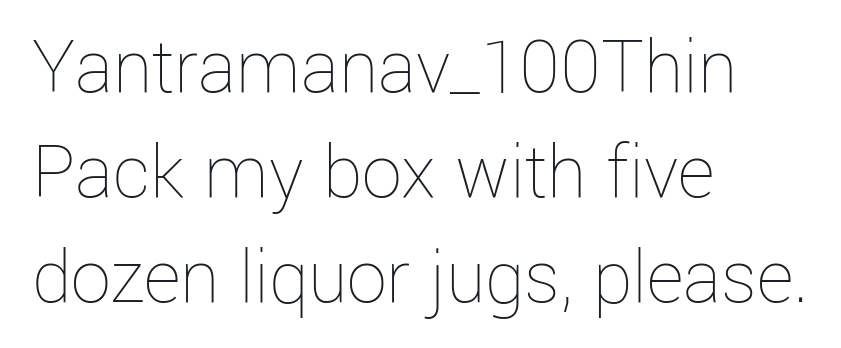 Yantramanav_100Thin
Pack my box with five
dozen liquor jugs, please.